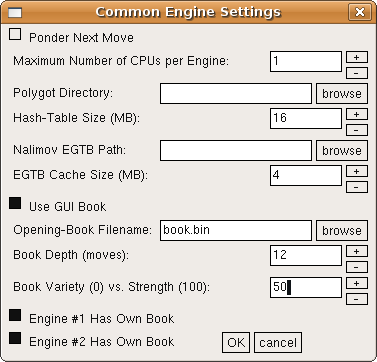 Common Engine Settings
Ponder Next Move
Maximum Number of CPUs per Engine: 1 + -
Polygot Directory: browse
Hash-Table Size (MB): 16 + -
Nalimov EGTB Path: browse
EGTB Cache Size (MB): 4 + -
Use GUI Book
Opening-Book Filename: book.bin browse
Book Depth (moves): 12 + -
Book Variety (0) vs. Strength (100): 50 + -
Engine #1 Has Own Book
Engine #2 Has Own Book OK cancel